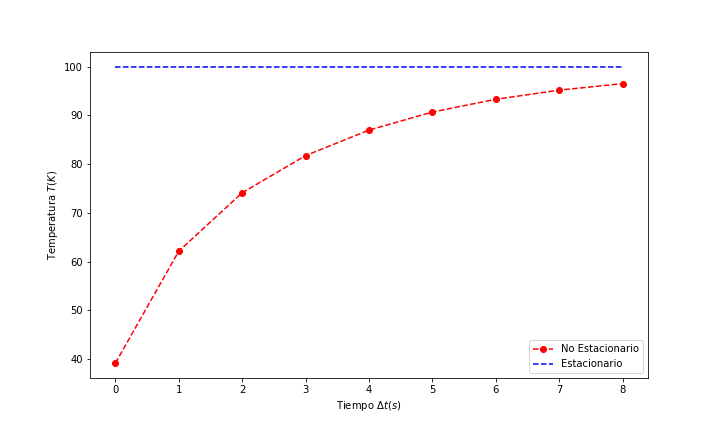 100
90
80
70
60
50
40
Temperatura T(K)
0 1 2 3 4 5 6 7 8
Tiempo Δt(s)
No Estacionario
Estacionario